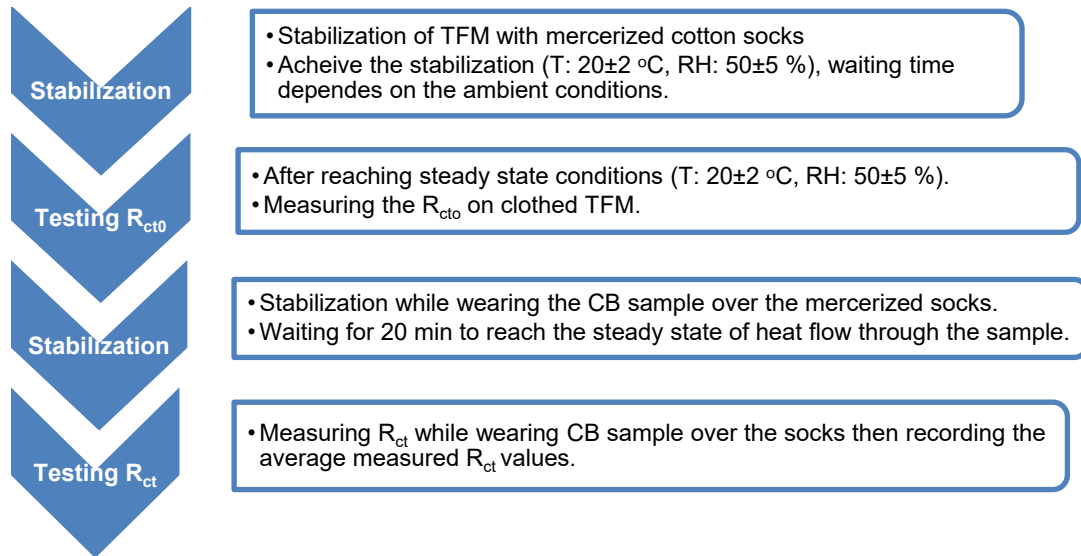 Stabilization
• Stabilization of TFM with mercerized cotton socks
• Acheive the stabilization (T: 20±2 °C, RH: 50±5 %), waiting time
dependes on the ambient conditions.
Testing Rct0
• After reaching steady state conditions (T: 20±2 °C, RH: 50±5 %).
• Measuring the Rcto on clothed TFM.
Stabilization
• Stabilization while wearing the CB sample over the mercerized socks.
• Waiting for 20 min to reach the steady state of heat flow through the sample.
Testing Rct
• Measuring Rct while wearing CB sample over the socks then recording the
average measured Rct values.